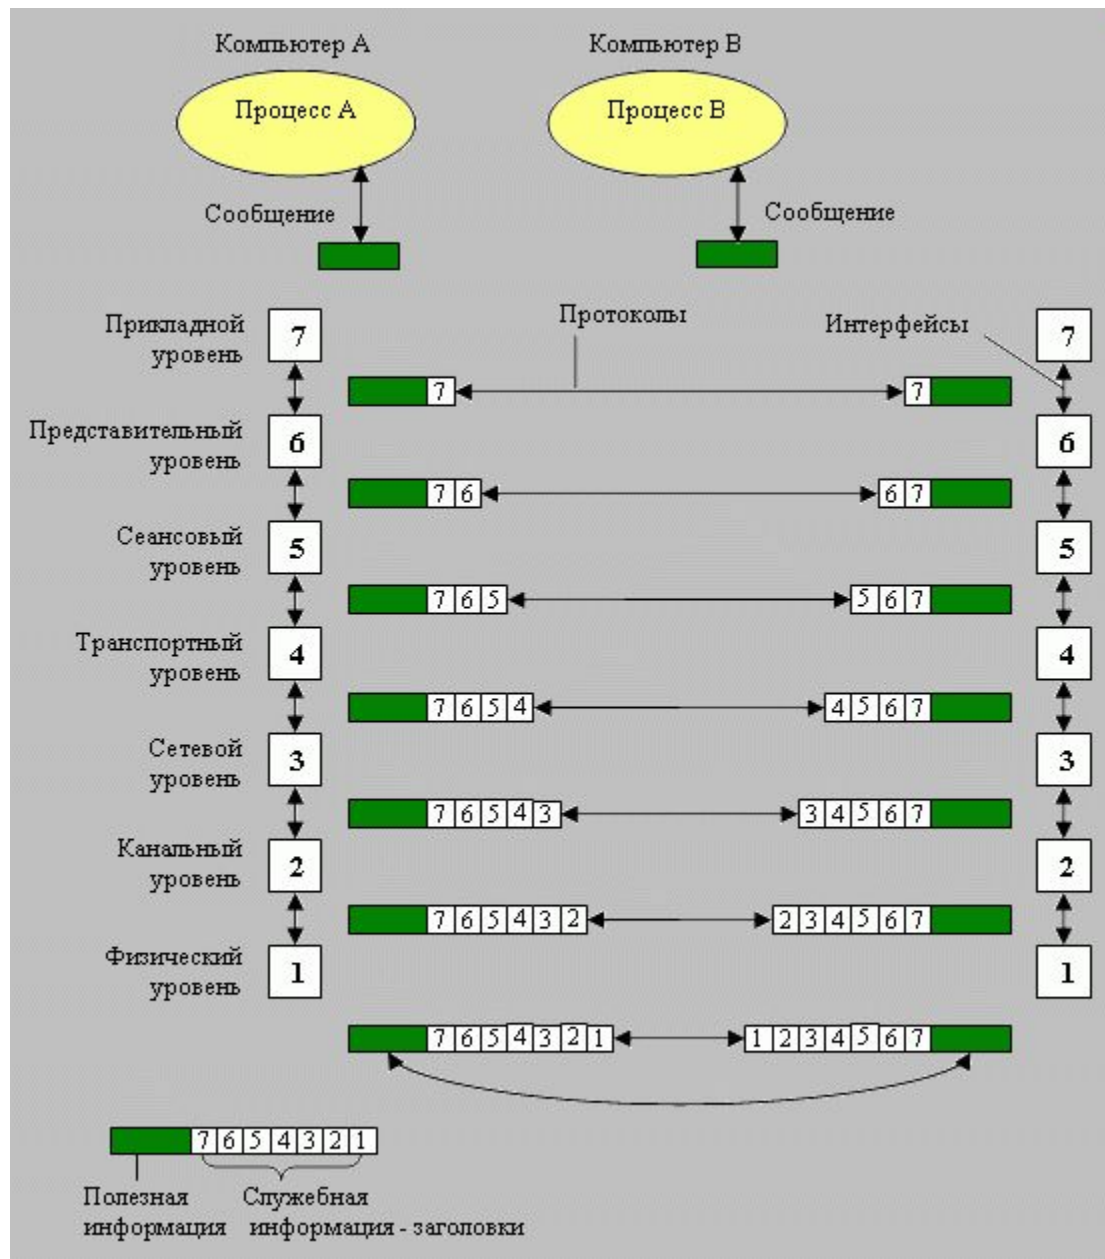 Компьютер A
Компьютер B
Процесс A
Процесс B
Сообщение
Сообщение
Протоколы
Интерфейсы
Прикладной
уровень
7
7
7
7
Представительный
уровень
6
6
7 6
6 7
Сеансовый
уровень
5
5
7 6 5
5 6 7
Транспортный
уровень
4
4
7 6 5 4
4 5 6 7
Сетевой
уровень
3
3
7 6 5 4 3
3 4 5 6 7
Канальный
уровень
2
2
7 6 5 4 3 2
2 3 4 5 6 7
Физический
уровень
1
1
7 6 5 4 3 2 1
1 2 3 4 5 6 7
7 6 5 4 3 2 1
Полезная
информация
Служебная
информация - заголовки